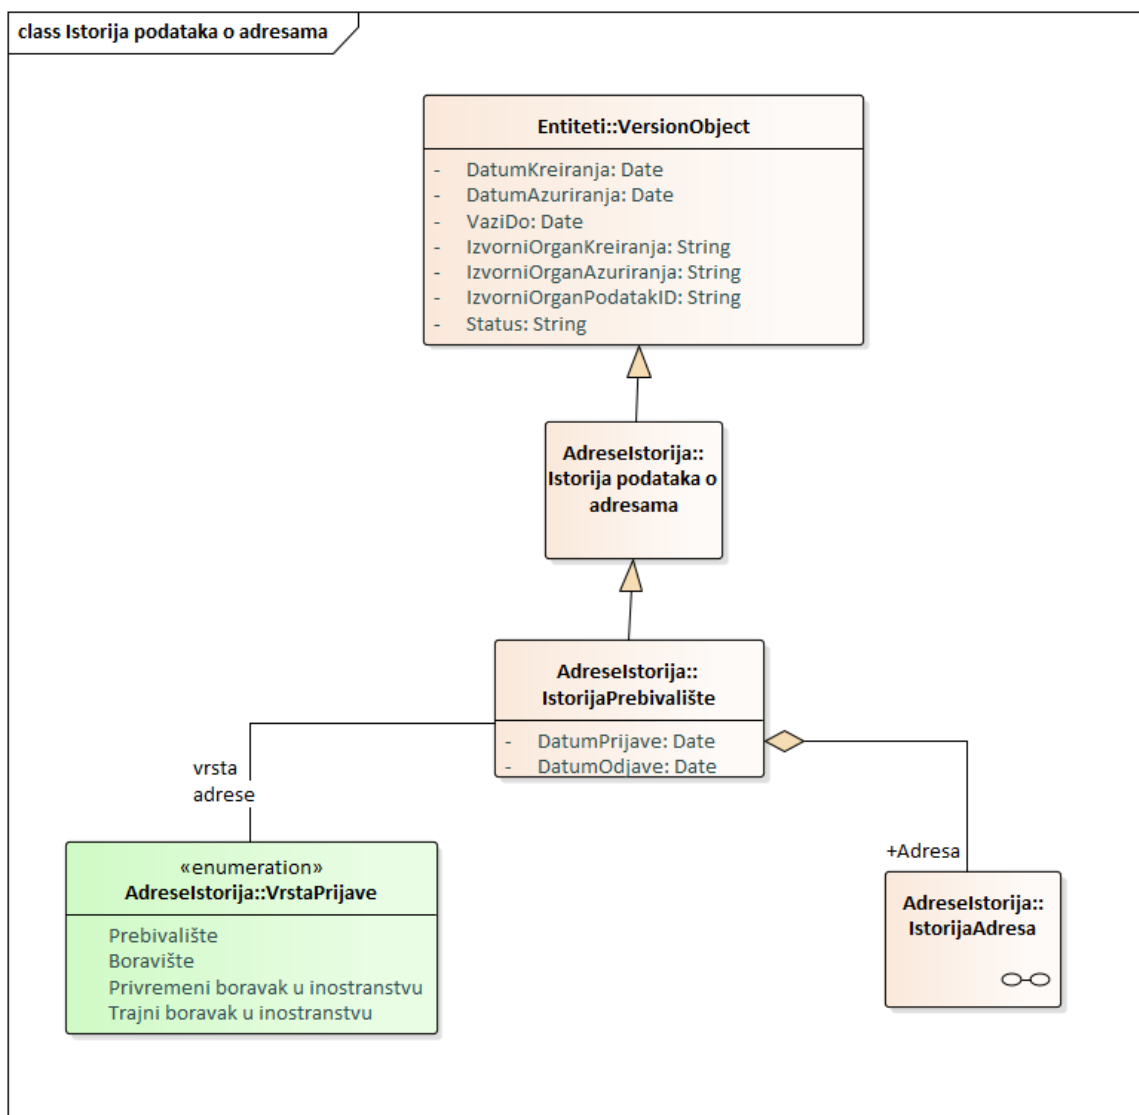 class Istorija podataka o adresama
Entiteti::VersionObject
- DatumKreiranja: Date
- DatumAzuriranja: Date
- VaziDo: Date
- IzvorniOrganKreiranja: String
- IzvorniOrganAzuriranja: String
- IzvorniOrganPodatakID: String
- Status: String
AdreseIstorija::
Istorija podataka o
adresama
AdreseIstorija::
IstorijaPrebivalište
- DatumPrijave: Date
- DatumOdjave: Date
vrsta
adrese
«enumeration»
AdreseIstorija::VrstaPrijave
Prebivalište
Boravište
Privremeni boravak u inostranstvu
Trajni boravak u inostranstvu
+Adresa
AdreseIstorija::
IstorijaAdresa